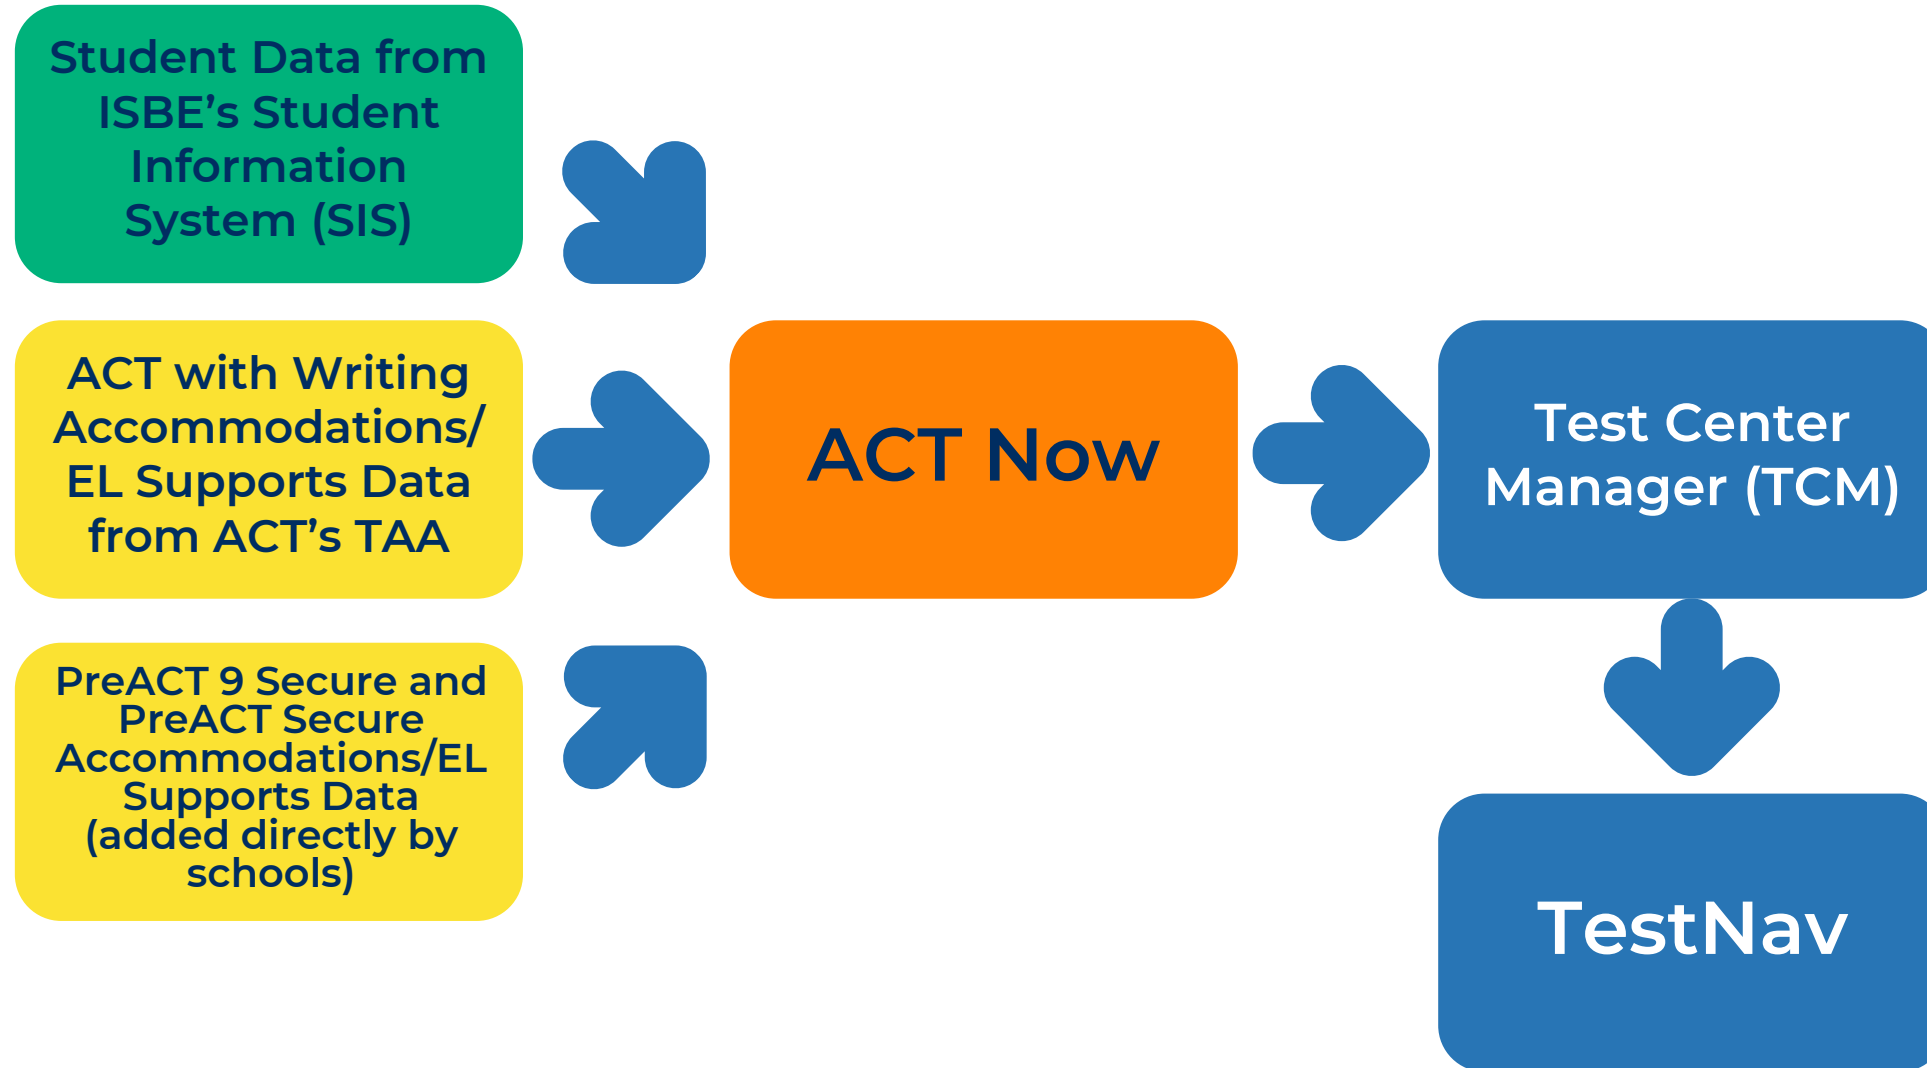 Student Data from
ISBE’s Student
Information
System (SIS)
ACT with Writing
Accommodations/
EL Supports Data
from ACT’s TAA
PreACT 9 Secure and
PreACT Secure
Accommodations/EL
Supports Data
(added directly by
schools)
ACT Now
Test Center
Manager (TCM)
TestNav